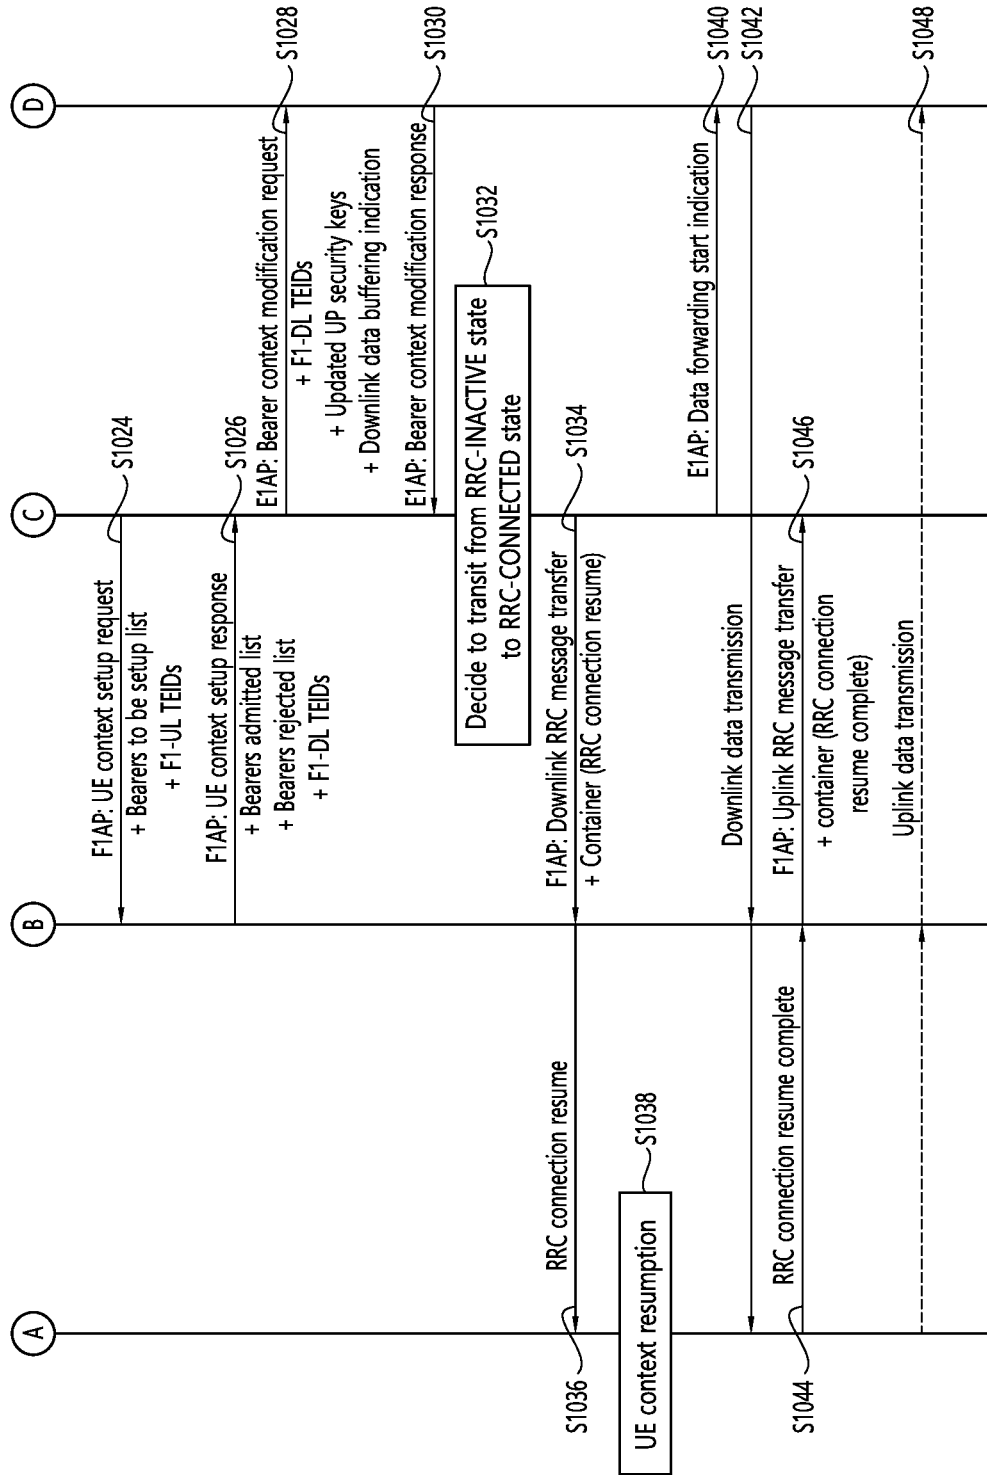 A
B
C
D
F1AP: UE context setup request
S1024
+ Bearers to be setup list
+ F1-UL TEIDs
F1AP: UE context setup response
S1026
+ Bearers admitted list
+ Bearers rejected list
+ F1-DL TEIDs
E1AP: Bearer context modification request
S1028
+ F1-DL TEIDs
+ Updated UP security keys
+ Downlink data buffering indication
E1AP: Bearer context modification response
S1030
Decide to transit from RRC-INACTIVE state
to RRC-CONNECTED state
S1032
F1AP: Downlink RRC message transfer
S1034
+ Container (RRC connection resume)
S1036
RRC connection resume
UE context resumption
S1038
E1AP: Data forwarding start indication
S1040
Downlink data transmission
S1042
S1044
RRC connection resume complete
F1AP: Uplink RRC message transfer
S1046
+ container (RRC connection
resume complete)
Uplink data transmission
S1048